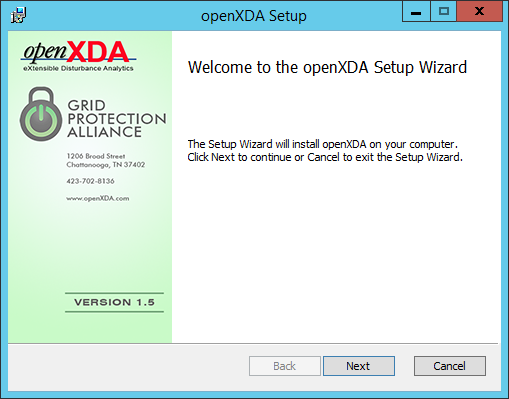 openXDA Setup
openXDA
eXtensible Disturbance Analytics
GRID
PROTECTION
ALLIANCE
1206 Broad Street
Chattanooga, TN 37402
423-702-8136
www.openXDA.com
VERSION 1.5
Welcome to the openXDA Setup Wizard
The Setup Wizard will install openXDA on your computer.
Click Next to continue or Cancel to exit the Setup Wizard.
Back
Next
Cancel